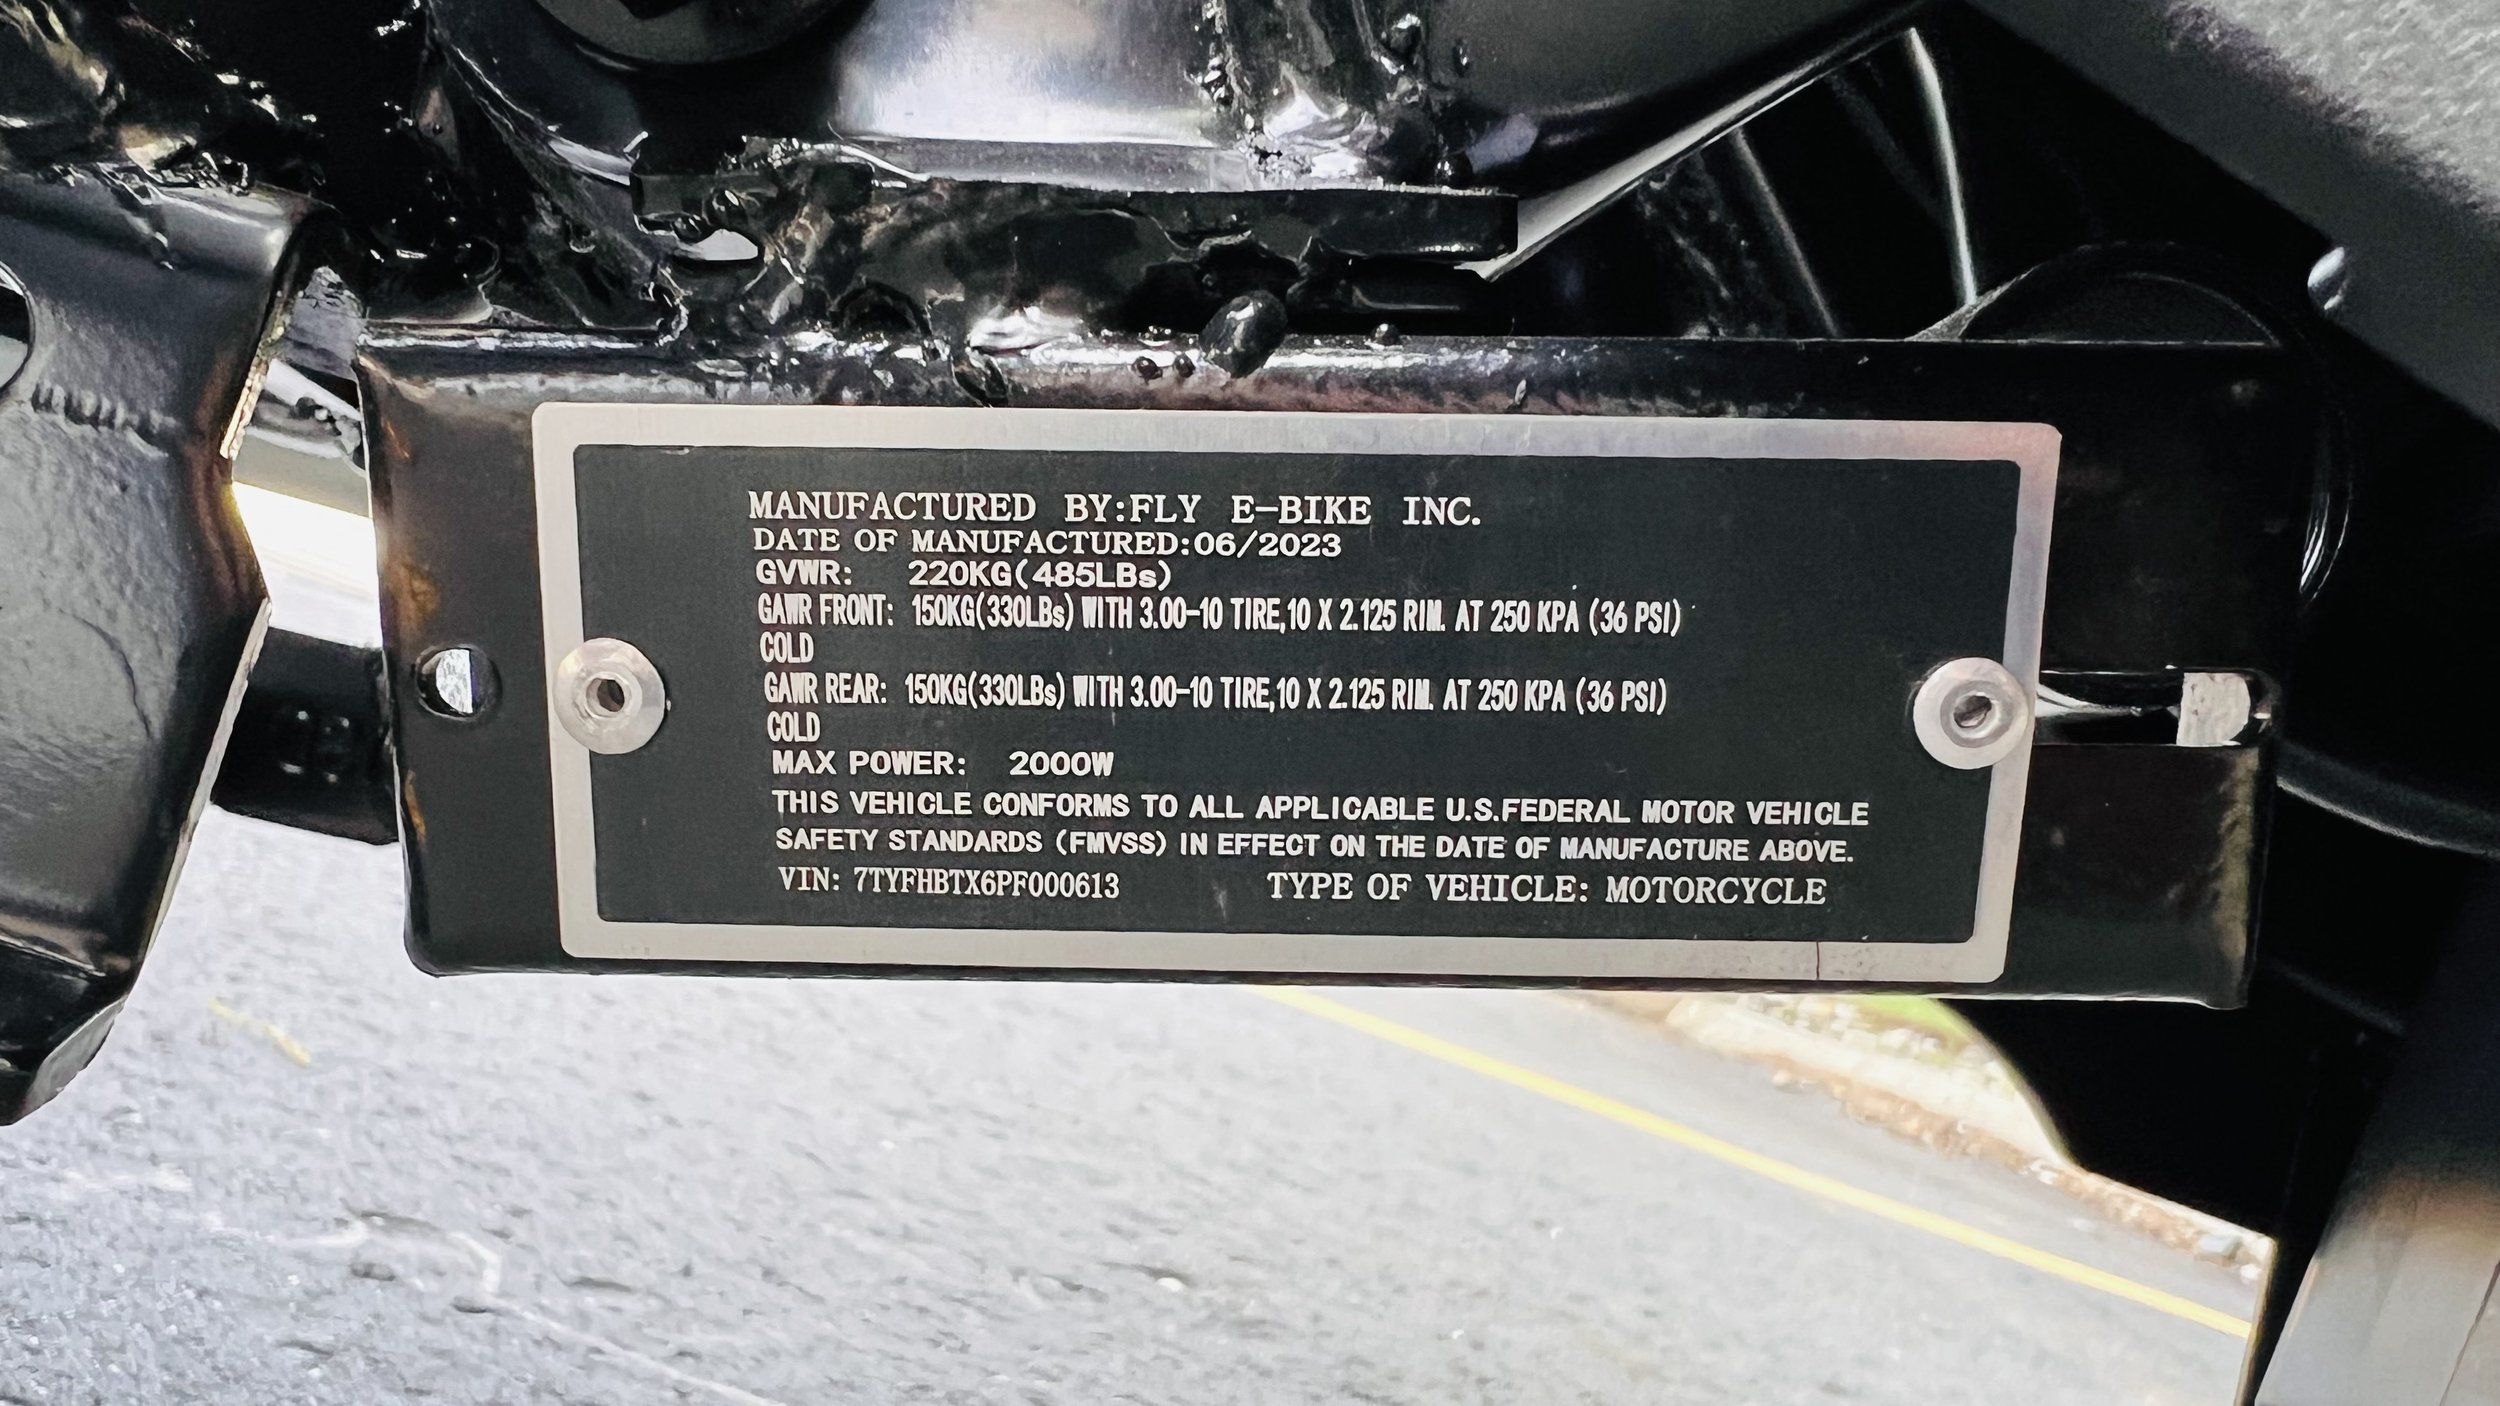 MANUFACTURED BY:FLY E-BIKE INC.
DATE OF MANUFACTURED:06/2023
GVWR: 220KG(485LBs)
GAWR FRONT: 150KG(330LBs) WITH 3.00-10 TIRE,10 X 2.125 RIM. AT 250 KPA (36 PSI)
COLD
GAWR REAR: 150KG(330LBs) WITH 3.00-10 TIRE,10 X 2.125 RIM. AT 250 KPA (36 PSI)
COLD
MAX POWER: 2000W
THIS VEHICLE CONFORMS TO ALL APPLICABLE U.S.FEDERAL MOTOR VEHICLE
SAFETY STANDARDS (FMVSS) IN EFFECT ON THE DATE OF MANUFACTURE ABOVE.
VIN: 7TYFHBTX6PF000613 TYPE OF VEHICLE: MOTORCYCLE